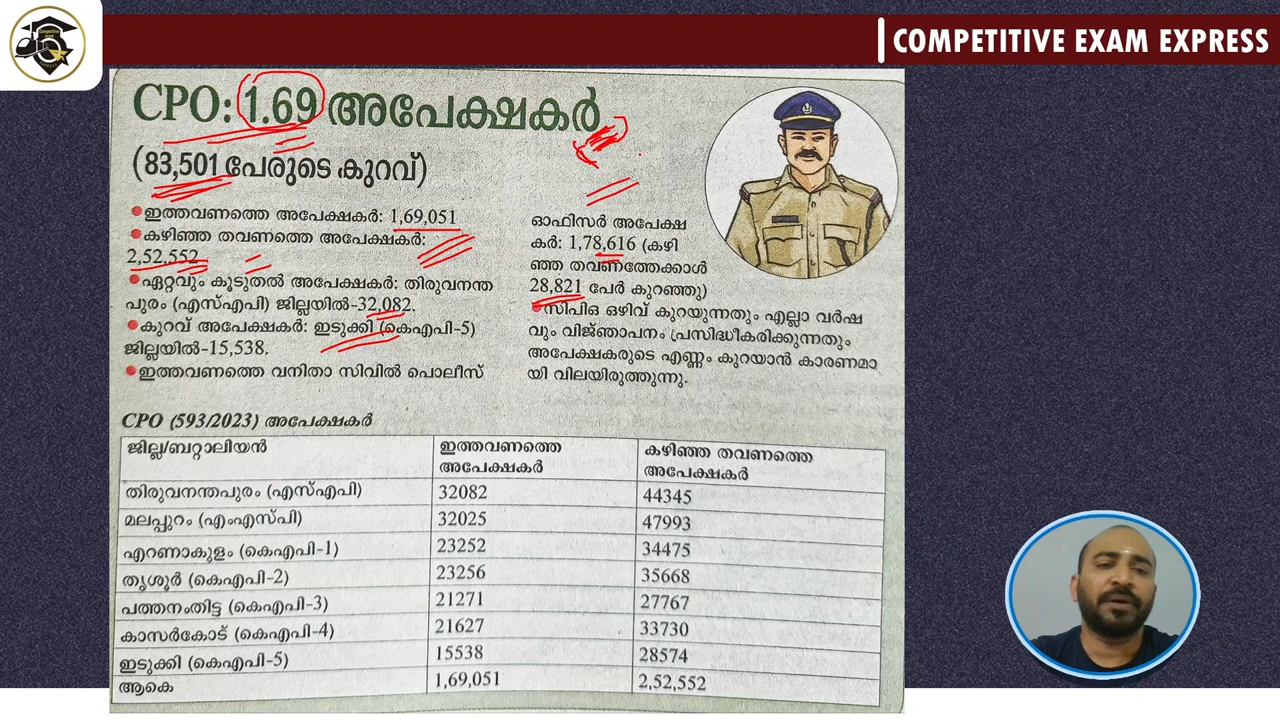 COMPETITIVE EXAM EXPRESS
CPO: 1.69 അപേക്ഷകർ
(83,501 പേരുടെ കുറവ്)
ഇത്തവണത്തെ അപേക്ഷകർ: 1,69,051
കഴിഞ്ഞ തവണത്തെ അപേക്ഷകർ:
2,52,552
ഏറ്റവും കൂടുതൽ അപേക്ഷകർ: തിരുവനന്ത
പുരം (എസ്എപി) ജില്ലയിൽ-32,082.
കുറവ് അപേക്ഷകർ: ഇടുക്കി (കെഎപി-5)
ജില്ലയിൽ-15,538.
ഇത്തവണത്തെ വനിതാ സിവിൽ പൊലീസ്
ഓഫിസർ അപേക്ഷ
കർ: 1,78,616 (കഴി
ഞ്ഞ തവണത്തേക്കാൾ
28,821 പേർ കുറഞ്ഞു)
സിപിഒ ഒഴിവ് കുറയുന്നതും എല്ലാ വർഷ
വും വിജ്ഞാപനം പ്രസിദ്ധീകരിക്കുന്നതും
അപേക്ഷകരുടെ എണ്ണം കുറയാൻ കാരണമാ
യി വിലയിരുത്തുന്നു.
CPO (593/2023) അപേക്ഷകർ
ജില്ല/ബറ്റാലിയൻ ഇത്തവണത്തെ അപേക്ഷകർ കഴിഞ്ഞ തവണത്തെ അപേക്ഷകർ
തിരുവനന്തപുരം (എസ്എപി) 32082 44345
മലപ്പുറം (എംഎസ്പി) 32025 47993
എറണാകുളം (കെഎപി-1) 23252 34475
തൃശൂർ (കെഎപി-2) 23256 35668
പത്തനംതിട്ട (കെഎപി-3) 21271 27767
കാസർകോട് (കെഎപി-4) 21627 33730
ഇടുക്കി (കെഎപി-5) 15538 28574
ആകെ 1,69,051 2,52,552